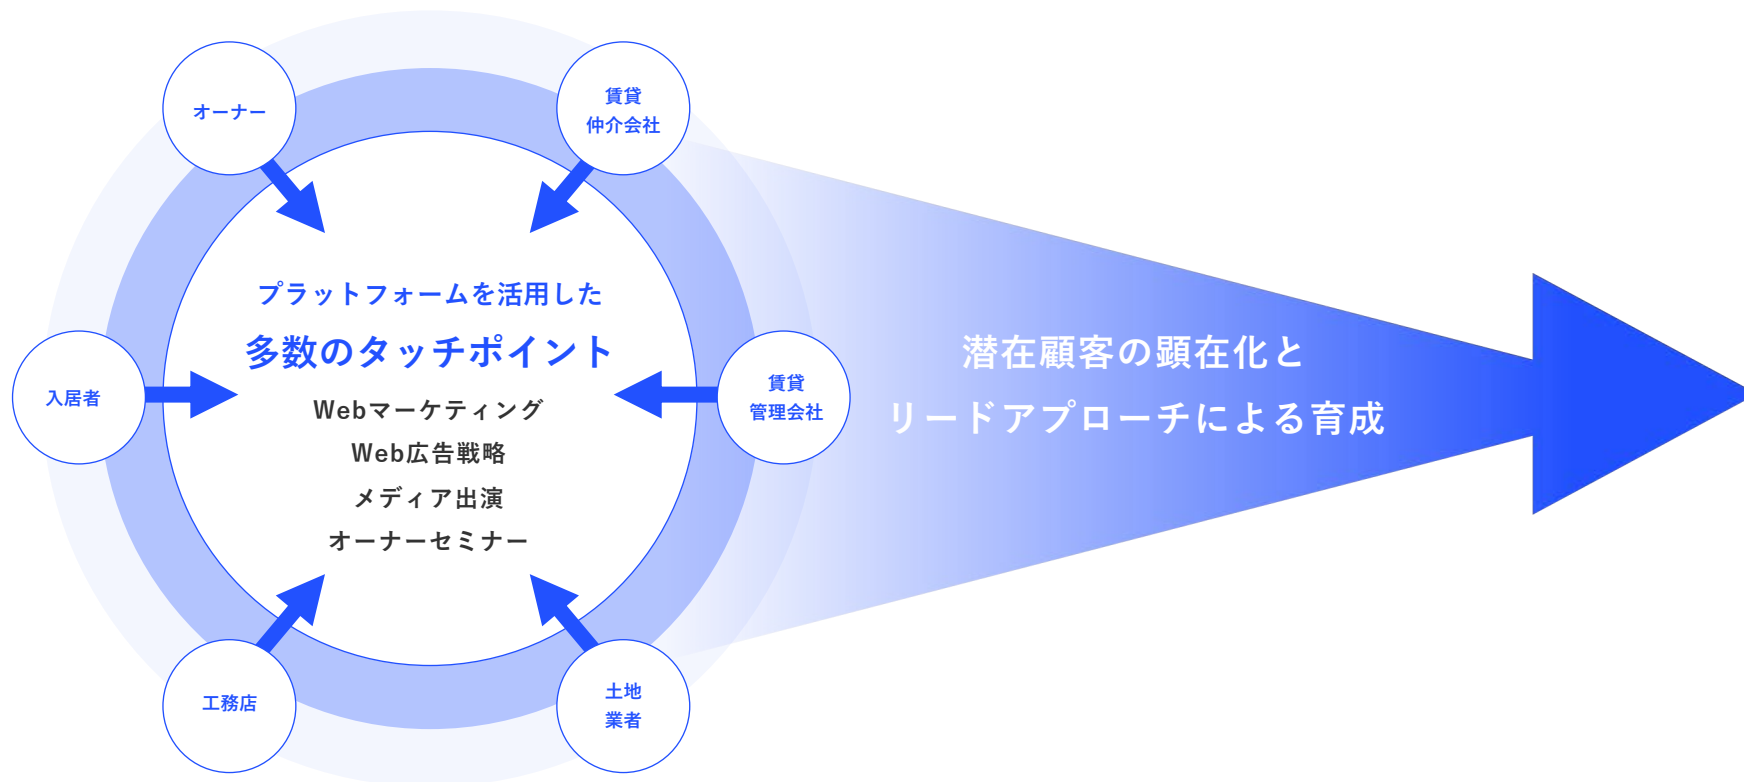 オーナー
賃貸
仲介会社
プラットフォームを活用した
多数のタッチポイント
入居者
賃貸
管理会社
Webマーケティング
Web広告戦略
メディア出演
オーナーセミナー
工務店
土地
業者
潜在顧客の顕在化と
リードアプローチによる育成